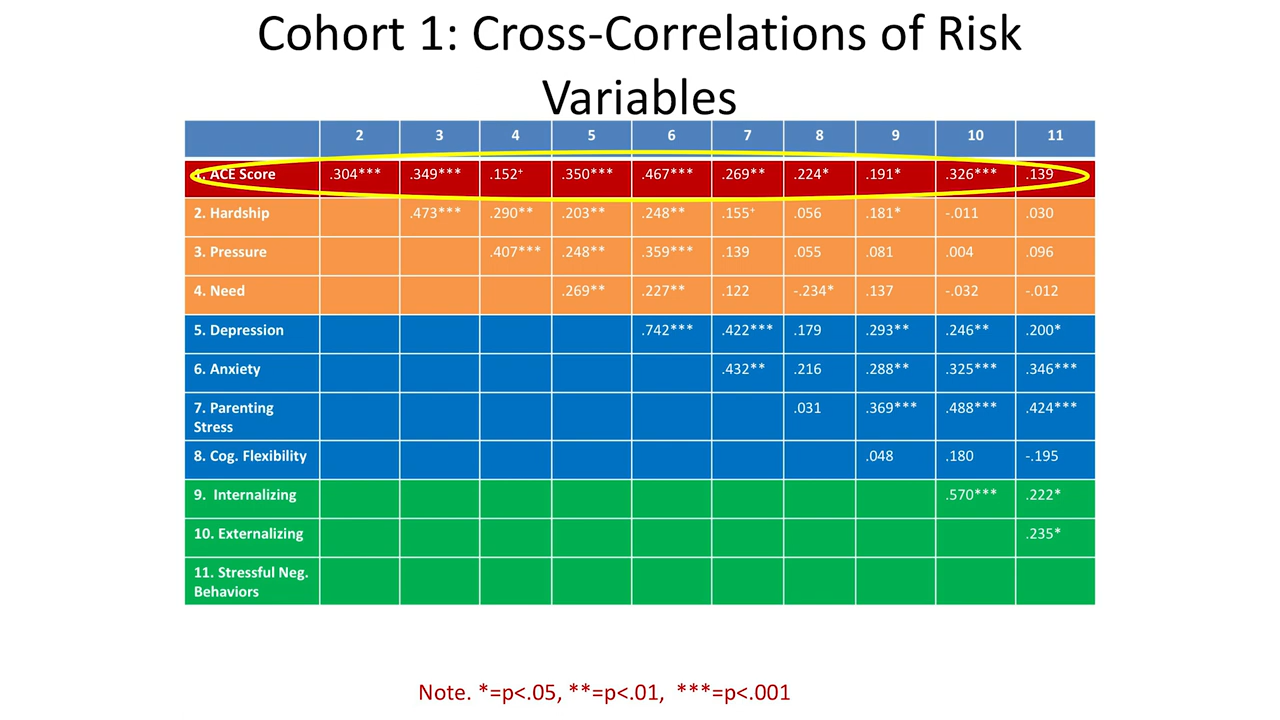 Cohort 1: Cross-Correlations of Risk
Variables
2 3 4 5 6 7 8 9 10 11
1. ACE Score .304*** .349*** .152⁺ .350*** .467*** .269** .224* .191* .326*** .139
2. Hardship .473*** .290** .203** .248** .155⁺ .056 .181* -.011 .030
3. Pressure .407*** .248** .359*** .139 .055 .081 .004 .096
4. Need .269** .227** .122 -.234* .137 -.032 -.012
5. Depression .742*** .422*** .179 .293** .246** .200*
6. Anxiety .432** .216 .288** .325*** .346***
7. Parenting
Stress .031 .369*** .488*** .424***
8. Cog. Flexibility .048 .180 -.195
9. Internalizing .570*** .222*
10. Externalizing .235*
11. Stressful Neg.
Behaviors
Note. *=p<.05, **=p<.01, ***=p<.001